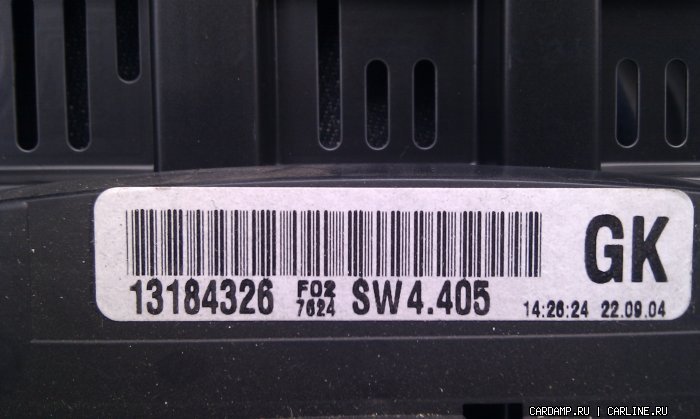 GK
13184326 F02 7624 SW4.405 14:26:24 22.09.04
CARDAMP.RU | CARLINE.RU